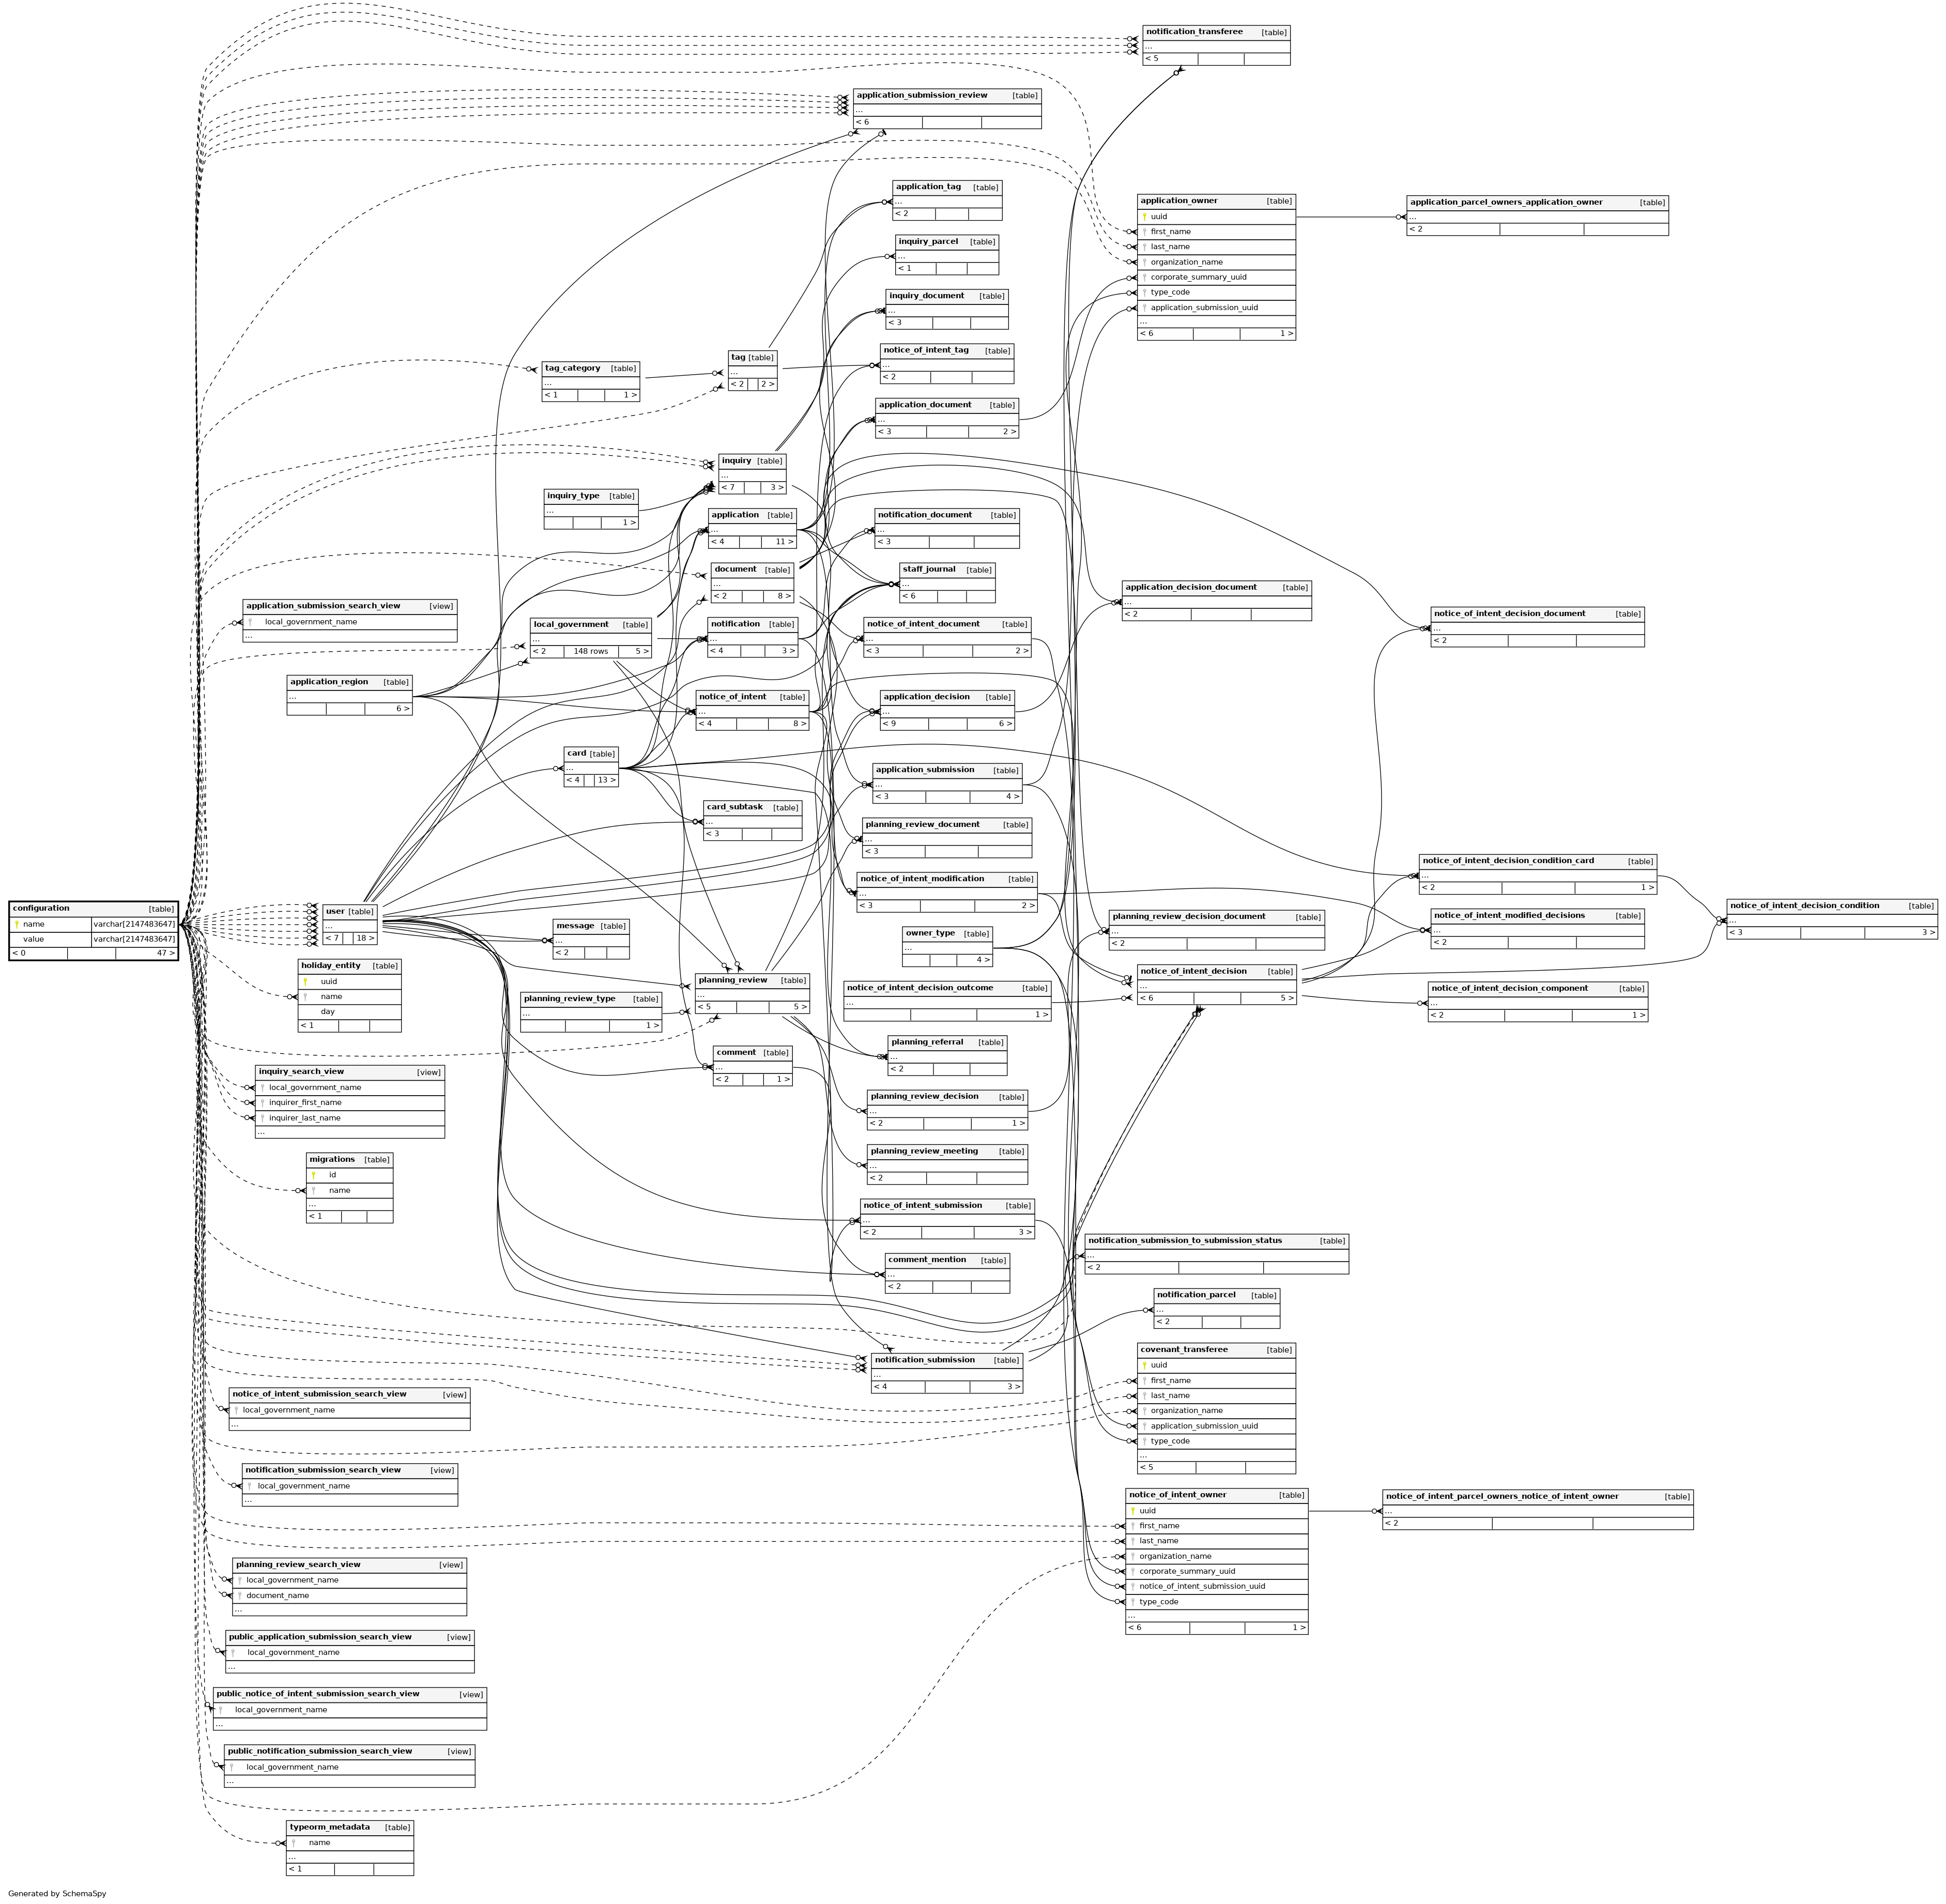 notification_transferee [table]
...
< 5
application_submission_review [table]
...
< 6
application_tag [table]
...
< 2
application_owner [table]
uuid
first_name
last_name
organization_name
corporate_summary_uuid
type_code
application_submission_uuid
...
< 6 1 >
application_parcel_owners_application_owner [table]
...
< 2
inquiry_parcel [table]
...
< 1
inquiry_document [table]
...
< 3
notice_of_intent_tag [table]
...
< 2
tag [table]
...
< 2 2 >
tag_category [table]
...
< 1 1 >
application_document [table]
...
< 3 2 >
inquiry [table]
...
< 7 3 >
inquiry_type [table]
...
1 >
application [table]
...
< 4 11 >
notification_document [table]
...
< 3
document [table]
...
< 2 8 >
staff_journal [table]
...
< 6
application_decision_document [table]
...
< 2
application_submission_search_view [view]
local_government_name
...
notice_of_intent_decision_document [table]
...
< 2
local_government [table]
...
< 2 148 rows 5 >
notification [table]
...
< 4 3 >
notice_of_intent_document [table]
...
< 3 2 >
application_region [table]
...
6 >
notice_of_intent [table]
...
< 4 8 >
application_decision [table]
...
< 9 6 >
card [table]
...
< 4 13 >
application_submission [table]
...
< 3 4 >
card_subtask [table]
...
< 3
planning_review_document [table]
...
< 3
notice_of_intent_decision_condition_card [table]
...
< 2 1 >
notice_of_intent_modification [table]
...
< 3 2 >
configuration [table]
name varchar[2147483647]
value varchar[2147483647]
< 0 47 >
user [table]
...
< 7 18 >
message [table]
...
< 2
owner_type [table]
...
4 >
planning_review_decision_document [table]
...
< 2
notice_of_intent_modified_decisions [table]
...
< 2
notice_of_intent_decision_condition [table]
...
< 3 3 >
holiday_entity [table]
uuid
name
day
< 1
planning_review [table]
...
< 5 5 >
planning_review_type [table]
...
1 >
notice_of_intent_decision_outcome [table]
...
1 >
notice_of_intent_decision [table]
...
< 6 5 >
notice_of_intent_decision_component [table]
...
< 2 1 >
planning_referral [table]
...
< 2
comment [table]
...
< 2 1 >
inquiry_search_view [view]
local_government_name
inquirer_first_name
inquirer_last_name
...
planning_review_decision [table]
...
< 2 1 >
planning_review_meeting [table]
...
< 2
migrations [table]
id
name
...
< 1
notice_of_intent_submission [table]
...
< 2 3 >
comment_mention [table]
...
< 2
notification_submission_to_submission_status [table]
...
< 2
notification_parcel [table]
...
< 2
notification_submission [table]
...
< 4 3 >
covenant_transferee [table]
uuid
first_name
last_name
organization_name
application_submission_uuid
type_code
...
< 5
notice_of_intent_submission_search_view [view]
local_government_name
...
notification_submission_search_view [view]
local_government_name
...
notice_of_intent_owner [table]
uuid
first_name
last_name
organization_name
corporate_summary_uuid
notice_of_intent_submission_uuid
type_code
...
< 6 1 >
notice_of_intent_parcel_owners_notice_of_intent_owner [table]
...
< 2
planning_review_search_view [view]
local_government_name
document_name
...
public_application_submission_search_view [view]
local_government_name
...
public_notice_of_intent_submission_search_view [view]
local_government_name
...
public_notification_submission_search_view [view]
local_government_name
...
typeorm_metadata [table]
name
...
< 1
Generated by SchemaSpy